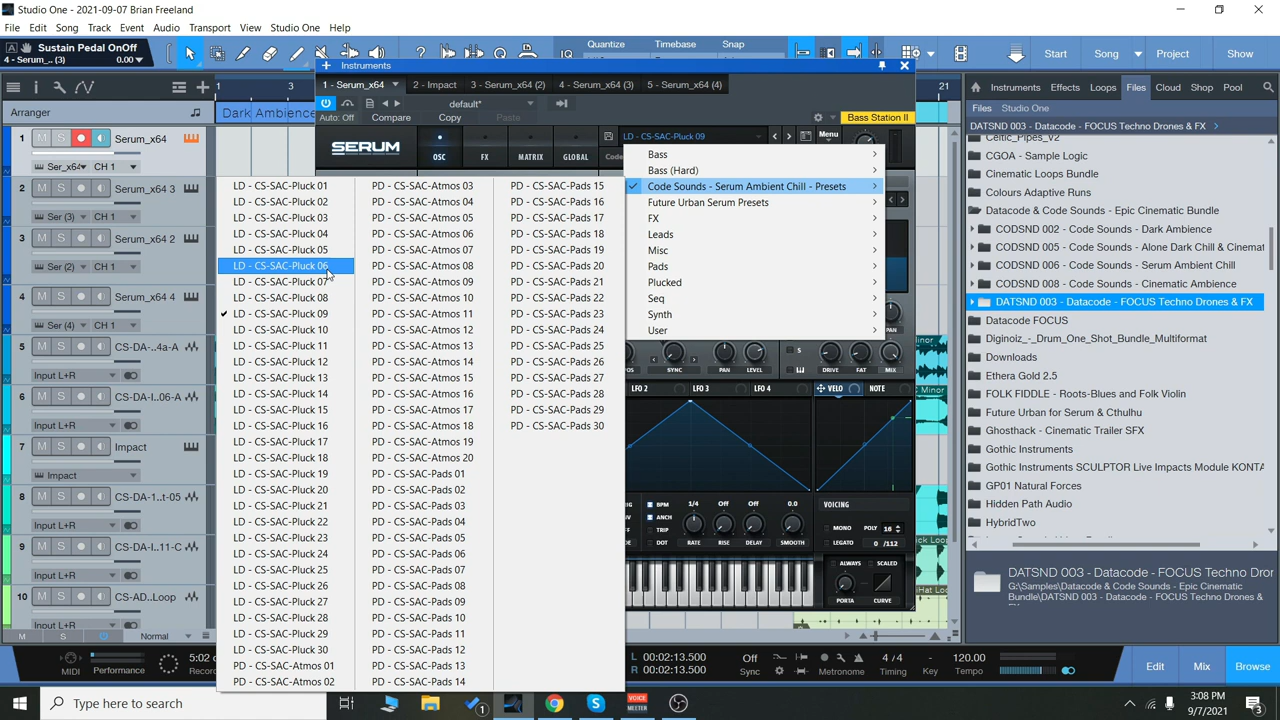 Studio One - 2021-09-07 Brian Freeland
File Edit Song Track Event Audio Transport View Studio One Help
Sustain Pedal OnOff
4 - Serum_.. (3) 0.00
Quantize Timebase Snap
IQ
Start Song Project Show
Instruments
1 - Serum_x64 2 - Impact 3 - Serum_x64 (2) 4 - Serum_x64 (3) 5 - Serum_x64 (4)
default*
Auto: Off Compare Copy Paste Bass Station II
SERUM OSC FX MATRIX GLOBAL
LD - CS-SAC-Pluck 09 Menu
Bass
Bass (Hard)
Code Sounds - Serum Ambient Chill - Presets
Future Urban Serum Presets
FX
Leads
Misc
Pads
Plucked
Seq
Synth
User
1 3
Arranger
Dark Ambience
21
1 M S Serum_x64
Ser_x64 CH 1
2 M S Serum_x64 3
Ser (3) CH 1
3 M S Serum_x64 2
Ser (2) CH 1
4 M S Serum_x64 4
Ser (4) CH 1
5 M S CS-DA-..4a-A
Input L+R
6 M S CS-DA-I..06-A
Input L+R
7 M S Impact
Impact
8 M S CS-DA-1..t-05
Input L+R
9 M S CS-DA-I..11-C
Input L+R
10 M S CS-AD..Loop
Input L+R
M S Normal
LD - CS-SAC-Pluck 01
LD - CS-SAC-Pluck 02
LD - CS-SAC-Pluck 03
LD - CS-SAC-Pluck 04
LD - CS-SAC-Pluck 05
LD - CS-SAC-Pluck 06
LD - CS-SAC-Pluck 07
LD - CS-SAC-Pluck 08
LD - CS-SAC-Pluck 09
LD - CS-SAC-Pluck 10
LD - CS-SAC-Pluck 11
LD - CS-SAC-Pluck 12
LD - CS-SAC-Pluck 13
LD - CS-SAC-Pluck 14
LD - CS-SAC-Pluck 15
LD - CS-SAC-Pluck 16
LD - CS-SAC-Pluck 17
LD - CS-SAC-Pluck 18
LD - CS-SAC-Pluck 19
LD - CS-SAC-Pluck 20
LD - CS-SAC-Pluck 21
LD - CS-SAC-Pluck 22
LD - CS-SAC-Pluck 23
LD - CS-SAC-Pluck 24
LD - CS-SAC-Pluck 25
LD - CS-SAC-Pluck 26
LD - CS-SAC-Pluck 27
LD - CS-SAC-Pluck 28
LD - CS-SAC-Pluck 29
LD - CS-SAC-Pluck 30
PD - CS-SAC-Atmos 01
PD - CS-SAC-Atmos 02
PD - CS-SAC-Atmos 03
PD - CS-SAC-Atmos 04
PD - CS-SAC-Atmos 05
PD - CS-SAC-Atmos 06
PD - CS-SAC-Atmos 07
PD - CS-SAC-Atmos 08
PD - CS-SAC-Atmos 09
PD - CS-SAC-Atmos 10
PD - CS-SAC-Atmos 11
PD - CS-SAC-Atmos 12
PD - CS-SAC-Atmos 13
PD - CS-SAC-Atmos 14
PD - CS-SAC-Atmos 15
PD - CS-SAC-Atmos 16
PD - CS-SAC-Atmos 17
PD - CS-SAC-Atmos 18
PD - CS-SAC-Atmos 19
PD - CS-SAC-Atmos 20
PD - CS-SAC-Pads 01
PD - CS-SAC-Pads 02
PD - CS-SAC-Pads 03
PD - CS-SAC-Pads 04
PD - CS-SAC-Pads 05
PD - CS-SAC-Pads 06
PD - CS-SAC-Pads 07
PD - CS-SAC-Pads 08
PD - CS-SAC-Pads 09
PD - CS-SAC-Pads 10
PD - CS-SAC-Pads 11
PD - CS-SAC-Pads 12
PD - CS-SAC-Pads 13
PD - CS-SAC-Pads 14
PD - CS-SAC-Pads 15
PD - CS-SAC-Pads 16
PD - CS-SAC-Pads 17
PD - CS-SAC-Pads 18
PD - CS-SAC-Pads 19
PD - CS-SAC-Pads 20
PD - CS-SAC-Pads 21
PD - CS-SAC-Pads 22
PD - CS-SAC-Pads 23
PD - CS-SAC-Pads 24
PD - CS-SAC-Pads 25
PD - CS-SAC-Pads 26
PD - CS-SAC-Pads 27
PD - CS-SAC-Pads 28
PD - CS-SAC-Pads 29
PD - CS-SAC-Pads 30
PAN
S
SYNC PAN LEVEL DRIVE FAT MIX
LFO 2 LFO 3 LFO 4 VELO NOTE
BPM 1/4 Off Off 0.0 VOICING
ANCH MONO POLY 16
TRIP LEGATO 0 /112
DOT RATE RISE DELAY SMOOTH
ALWAYS SCALED
PORTA CURVE
Home Instruments Effects Loops Files Cloud Shop Pool
Files Studio One
DATSND 003 - Datacode - FOCUS Techno Drones & FX
Celtic_Pipes_V2
CGOA - Sample Logic
Cinematic Loops Bundle
Colours Adaptive Runs
Datacode & Code Sounds - Epic Cinematic Bundle
CODSND 002 - Code Sounds - Dark Ambience
CODSND 005 - Code Sounds - Alone Dark Chill & Cinemat
CODSND 006 - Code Sounds - Serum Ambient Chill
CODSND 008 - Code Sounds - Cinematic Ambience
DATSND 003 - Datacode - FOCUS Techno Drones & FX
Datacode FOCUS
Diginoiz_-_Drum_One_Shot_Bundle_WorldMormat
Downloads
Ethera Gold 2.5
FOLK FIDDLE - Roots-Blues and Folk Violin
Future Urban for Serum & Cthulhu
Ghosthack - Cinematic Trailer SFX
Gothic Instruments
Gothic Instruments SCULPTOR Live Impacts Module KONTA
GP01 Natural Forces
Hidden Path Audio
HybridTwo
DATSND 003 - Datacode - FOCUS Techno Dror
G:\Samples\Datacode & Code Sounds - Epic Cinematic
Bundle\DATSND 003 - Datacode - FOCUS Techno Drones &
MIDI Performance 5:02
L 00:02:13.500
R 00:02:13.500
Off 4 / 4 120.00
Sync Metronome Timing Key Tempo
Edit Mix Browse
Type here to search
VOICE MEETER
3:08 PM
9/7/2021